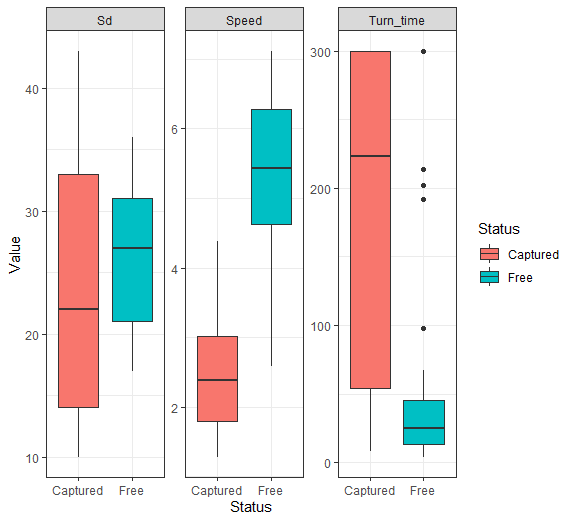 Sd
Speed
Turn_time
Value
40
30
20
10
6
4
2
300
200
100
0
Captured Free
Captured Free
Captured Free
Status
Status
Captured
Free